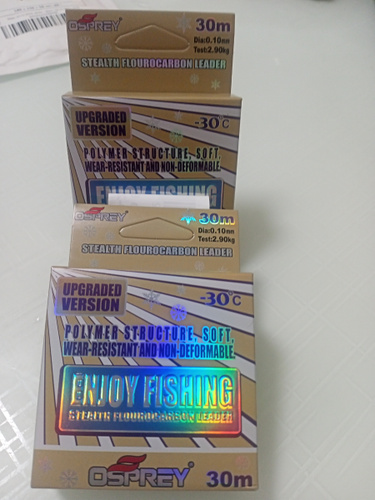 OSPREY
30m
Dia:0.10mm
Test:2.90kg
STEALTH FLOUROCARBON LEADER
UPGRADED
VERSION
-30°C
POLYMER STRUCTURE, SOFT,
WEAR-RESISTANT AND NON-DEFORMABLE.
ENJOY FISHING
OSPREY
30m
Dia:0.10mm
Test:2.90kg
STEALTH FLOUROCARBON LEADER
UPGRADED
VERSION
-30°C
POLYMER STRUCTURE, SOFT,
WEAR-RESISTANT AND NON-DEFORMABLE.
ENJOY FISHING
STEALTH FLOUROCARBON LEADER
OSPREY
30m